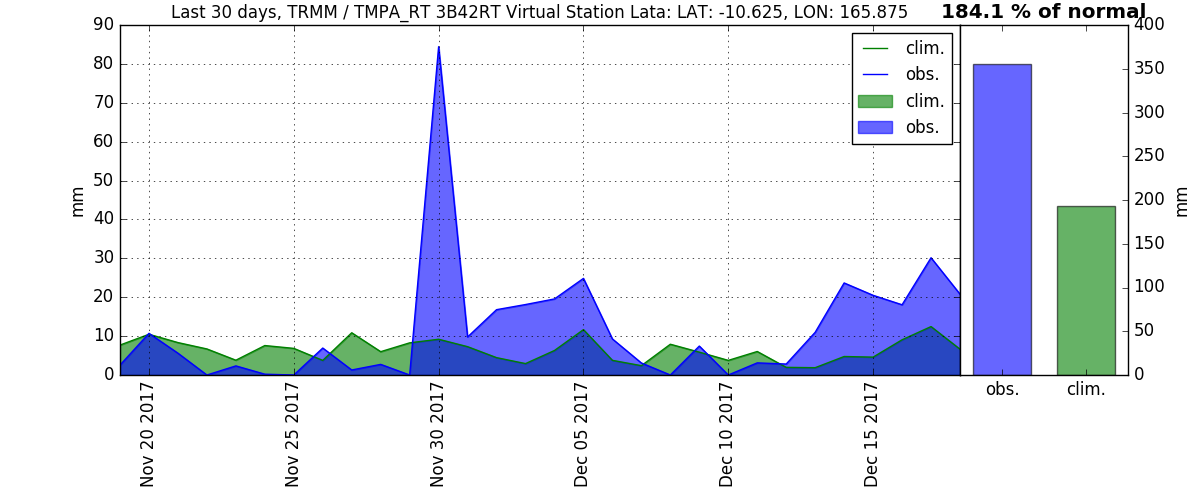 Last 30 days, TRMM / TMPA_RT 3B42RT Virtual Station Lata: LAT: -10.625, LON: 165.875
184.1 % of normal
90
80
70
60
50
40
30
20
10
0
mm
clim.
obs.
clim.
obs.
Nov 20 2017
Nov 25 2017
Nov 30 2017
Dec 05 2017
Dec 10 2017
Dec 15 2017
400
350
300
250
200
150
100
50
0
mm
obs.
clim.